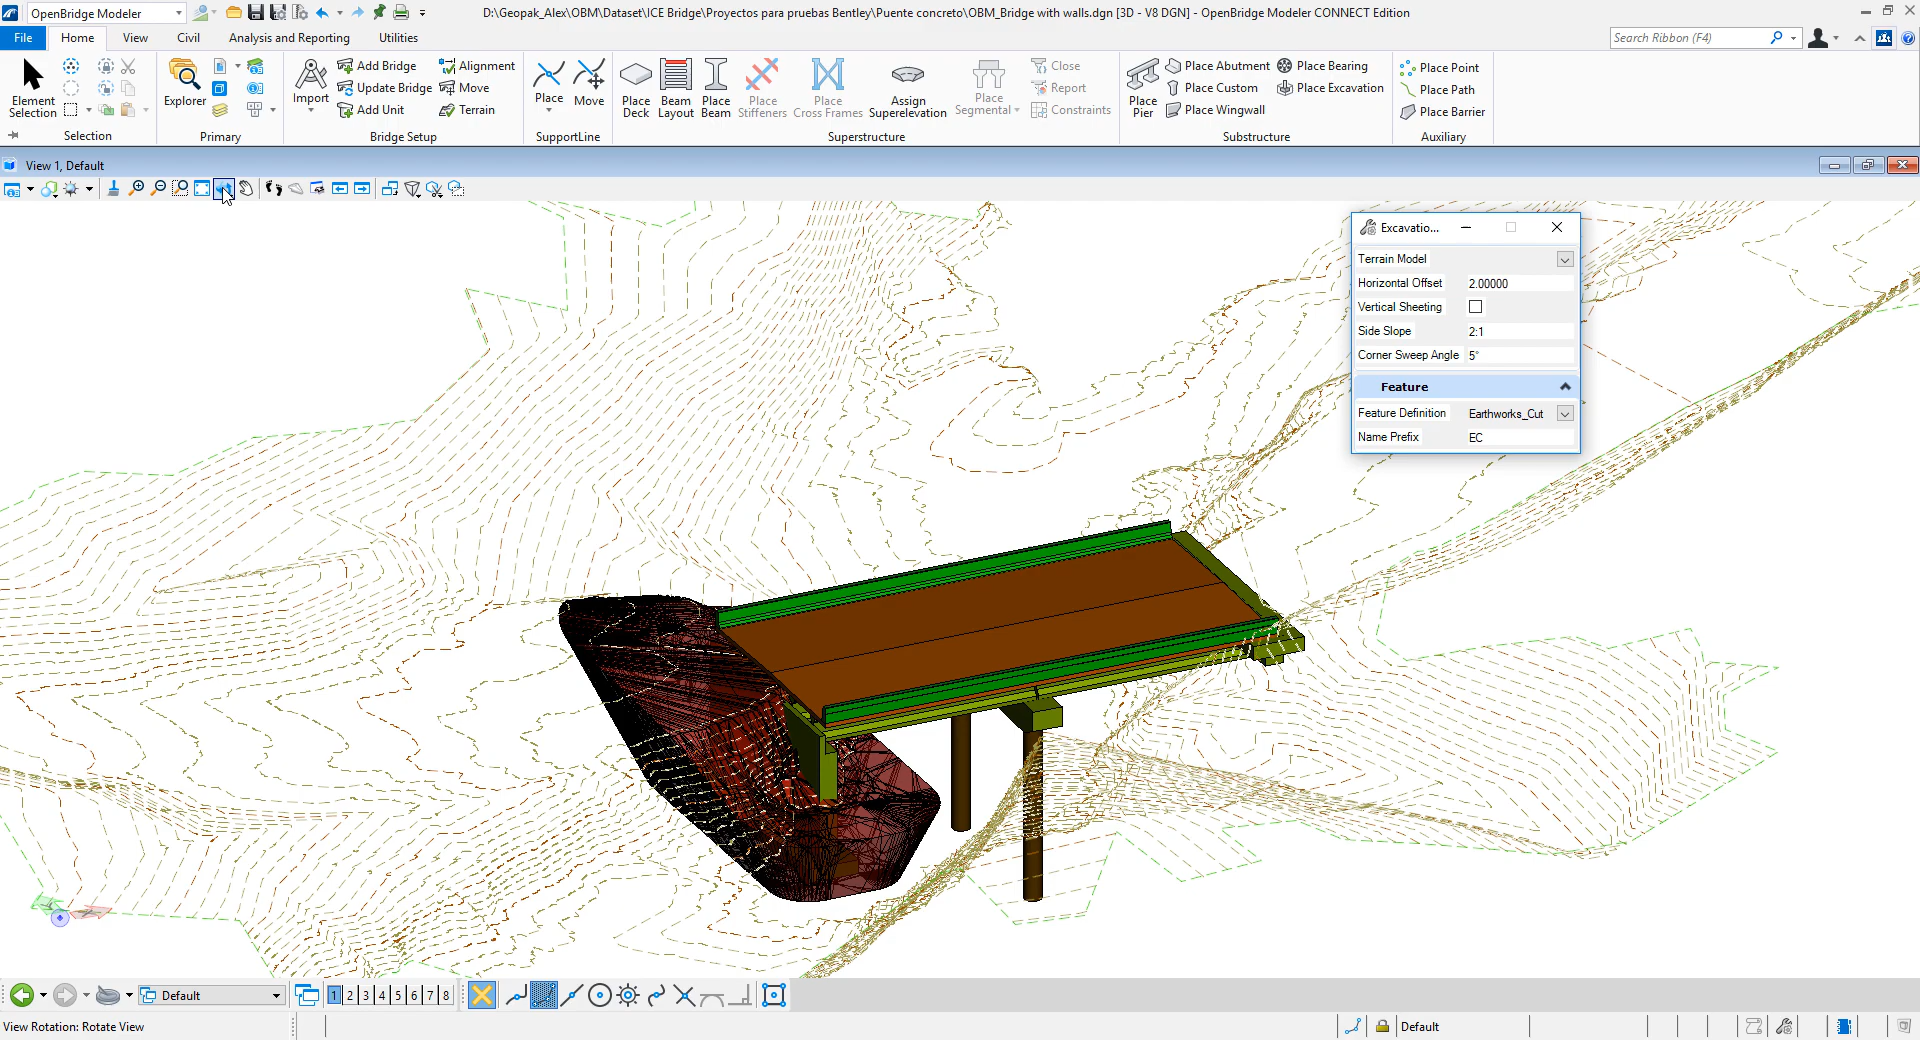 OpenBridge Modeler
D:\Geopak_Alex\OBM\Dataset\ICE Bridge\Proyectos para pruebas Bentley\Puente concreto\OBM_Bridge with walls.dgn [3D - V8 DGN] - OpenBridge Modeler CONNECT Edition
File Home View Civil Analysis and Reporting Utilities
Search Ribbon (F4)
Element Selection
Selection
Explorer
Primary
Import
Add Bridge
Update Bridge
Add Unit
Alignment
Move
Terrain
Bridge Setup
Place
Move
SupportLine
Place Deck
Beam Layout
Place Beam
Place Stiffeners
Place Cross Frames
Assign Superelevation
Place Segmental
Close
Report
Constraints
Superstructure
Place Pier
Place Abutment
Place Custom
Place Wingwall
Place Bearing
Place Excavation
Substructure
Place Point
Place Path
Place Barrier
Auxiliary
View 1, Default
Excavatio...
Terrain Model
Horizontal Offset 2.00000
Vertical Sheeting
Side Slope 2:1
Corner Sweep Angle 5°
Feature
Feature Definition Earthworks_Cut
Name Prefix EC
Default
1 2 3 4 5 6 7 8
View Rotation: Rotate View
Default